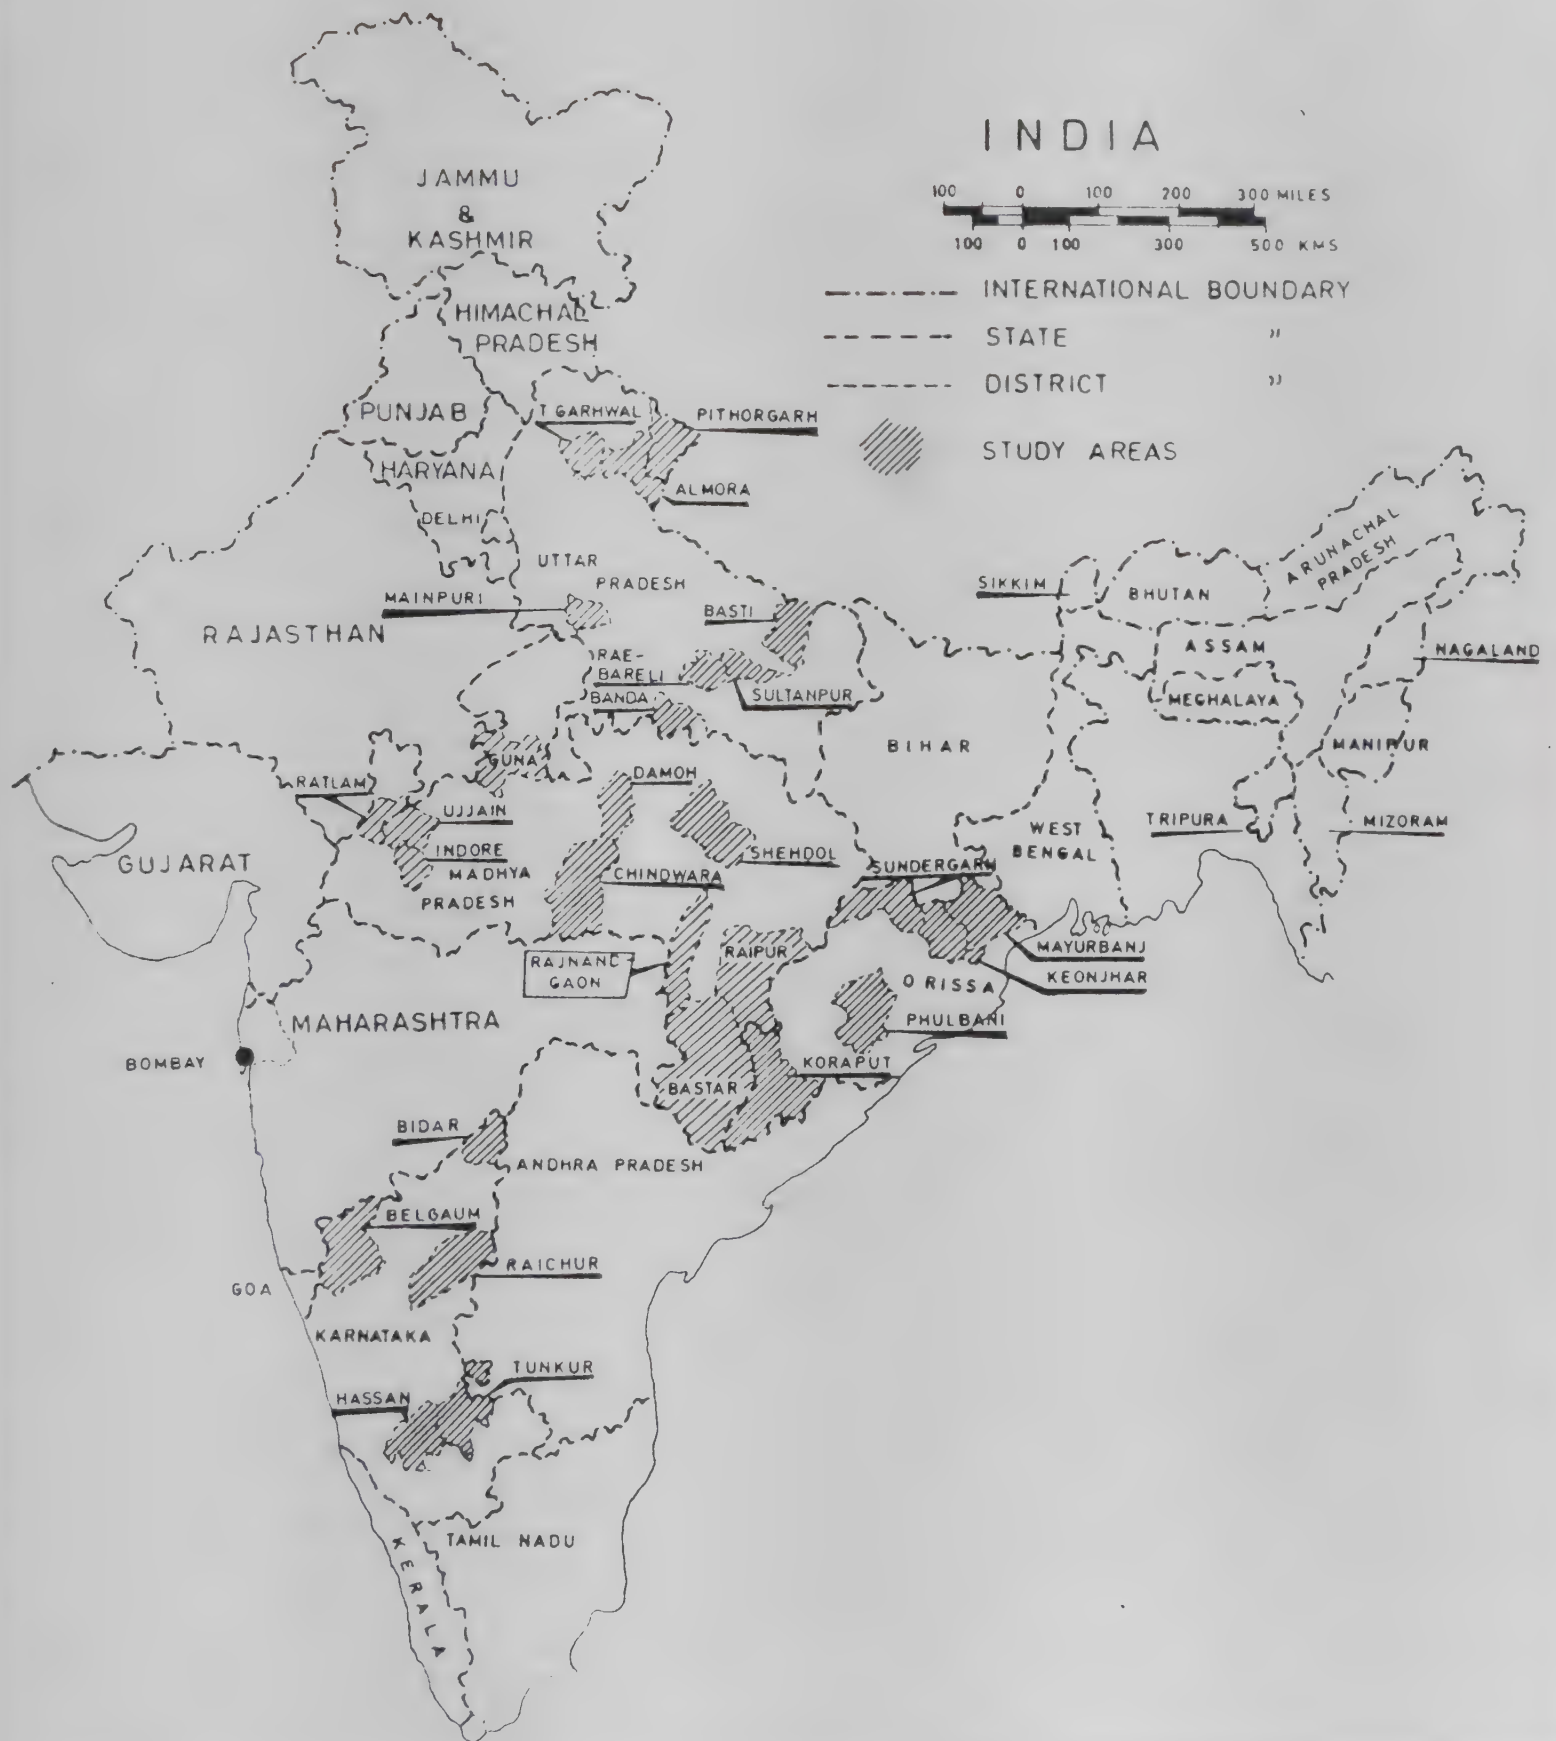 INDIA
100 0 100 200 300 MILES
100 0 100 300 500 KMS
INTERNATIONAL BOUNDARY
STATE "
DISTRICT "
STUDY AREAS
JAMMU
&
KASHMIR
HIMACHAL
PRADESH
PUNJAB
T GARHWAL
PITHORGARH
HARYANA
ALMORA
DELHI
UTTAR
PRADESH
MAINPURI
BASTI
RAJASTHAN
RAE-
BARELI
SULTANPUR
BANDA
SIKKIM
BHUTAN
ARUNACHAL
PRADESH
ASSAM
NAGALAND
MEGHALAYA
MANIPUR
BIHAR
GUNA
DAMOH
RATLAM
UJJAIN
INDORE
SHEHDOL
WEST
BENGAL
TRIPURA
MIZORAM
GUJARAT
MADHYA
PRADESH
CHINDWARA
SUNDERGARH
MAYURBANJ
KEONJHAR
RAJNAND-
GAON
RAIPUR
ORISSA
PHULBANI
MAHARASHTRA
BOMBAY
KORAPUT
BASTAR
BIDAR
ANDHRA PRADESH
BELGAUM
RAICHUR
GOA
KARNATAKA
TUNKUR
HASSAN
TAMIL NADU
KERALA